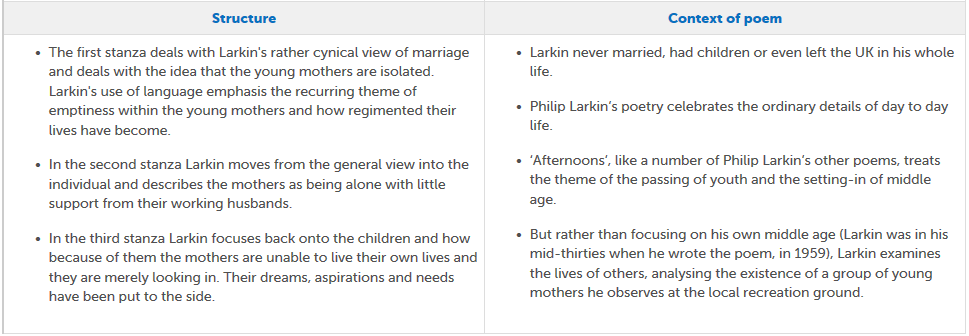 Structure
• The first stanza deals with Larkin's rather cynical view of marriage
and deals with the idea that the young mothers are isolated.
Larkin's use of language emphasis the recurring theme of
emptiness within the young mothers and how regimented their
lives have become.
• In the second stanza Larkin moves from the general view into the
individual and describes the mothers as being alone with little
support from their working husbands.
• In the third stanza Larkin focuses back onto the children and how
because of them the mothers are unable to live their own lives and
they are merely looking in. Their dreams, aspirations and needs
have been put to the side.
Context of poem
• Larkin never married, had children or even left the UK in his whole
life.
• Philip Larkin’s poetry celebrates the ordinary details of day to day
life.
• ‘Afternoons’, like a number of Philip Larkin’s other poems, treats
the theme of the passing of youth and the setting-in of middle
age.
• But rather than focusing on his own middle age (Larkin was in his
mid-thirties when he wrote the poem, in 1959), Larkin examines
the lives of others, analysing the existence of a group of young
mothers he observes at the local recreation ground.